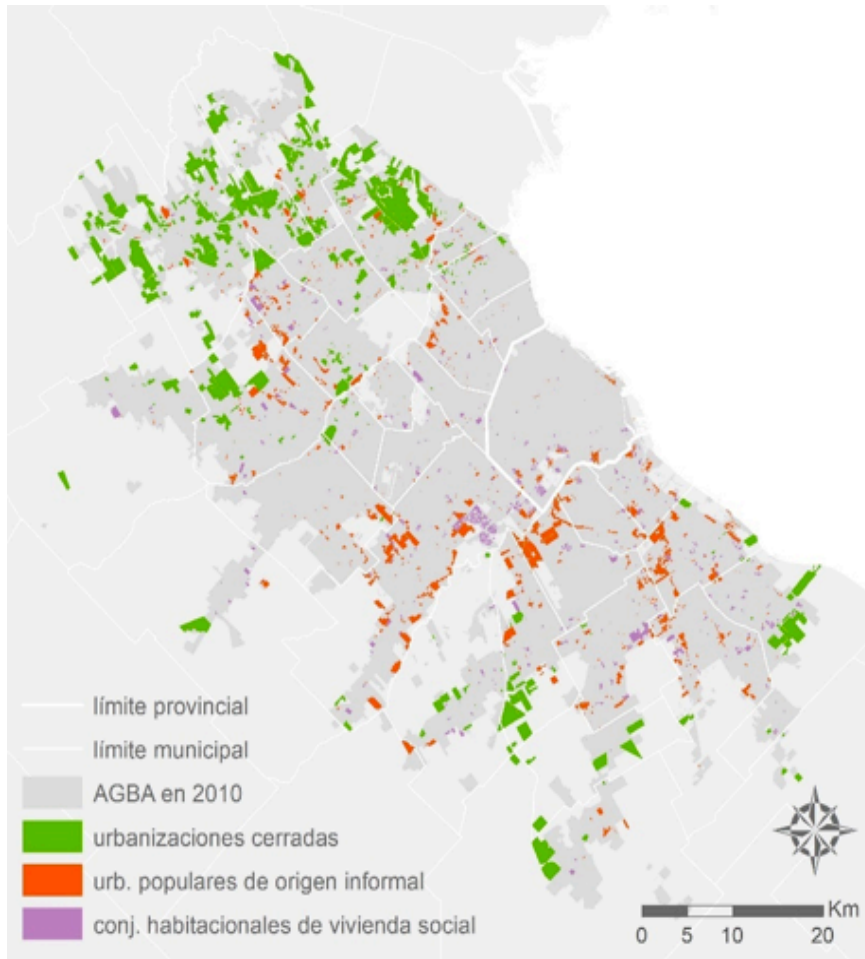 límite provincial
límite municipal
AGBA en 2010
urbanizaciones cerradas
urb. populares de origen informal
conj. habitacionales de vivienda social
Km
0 5 10 20